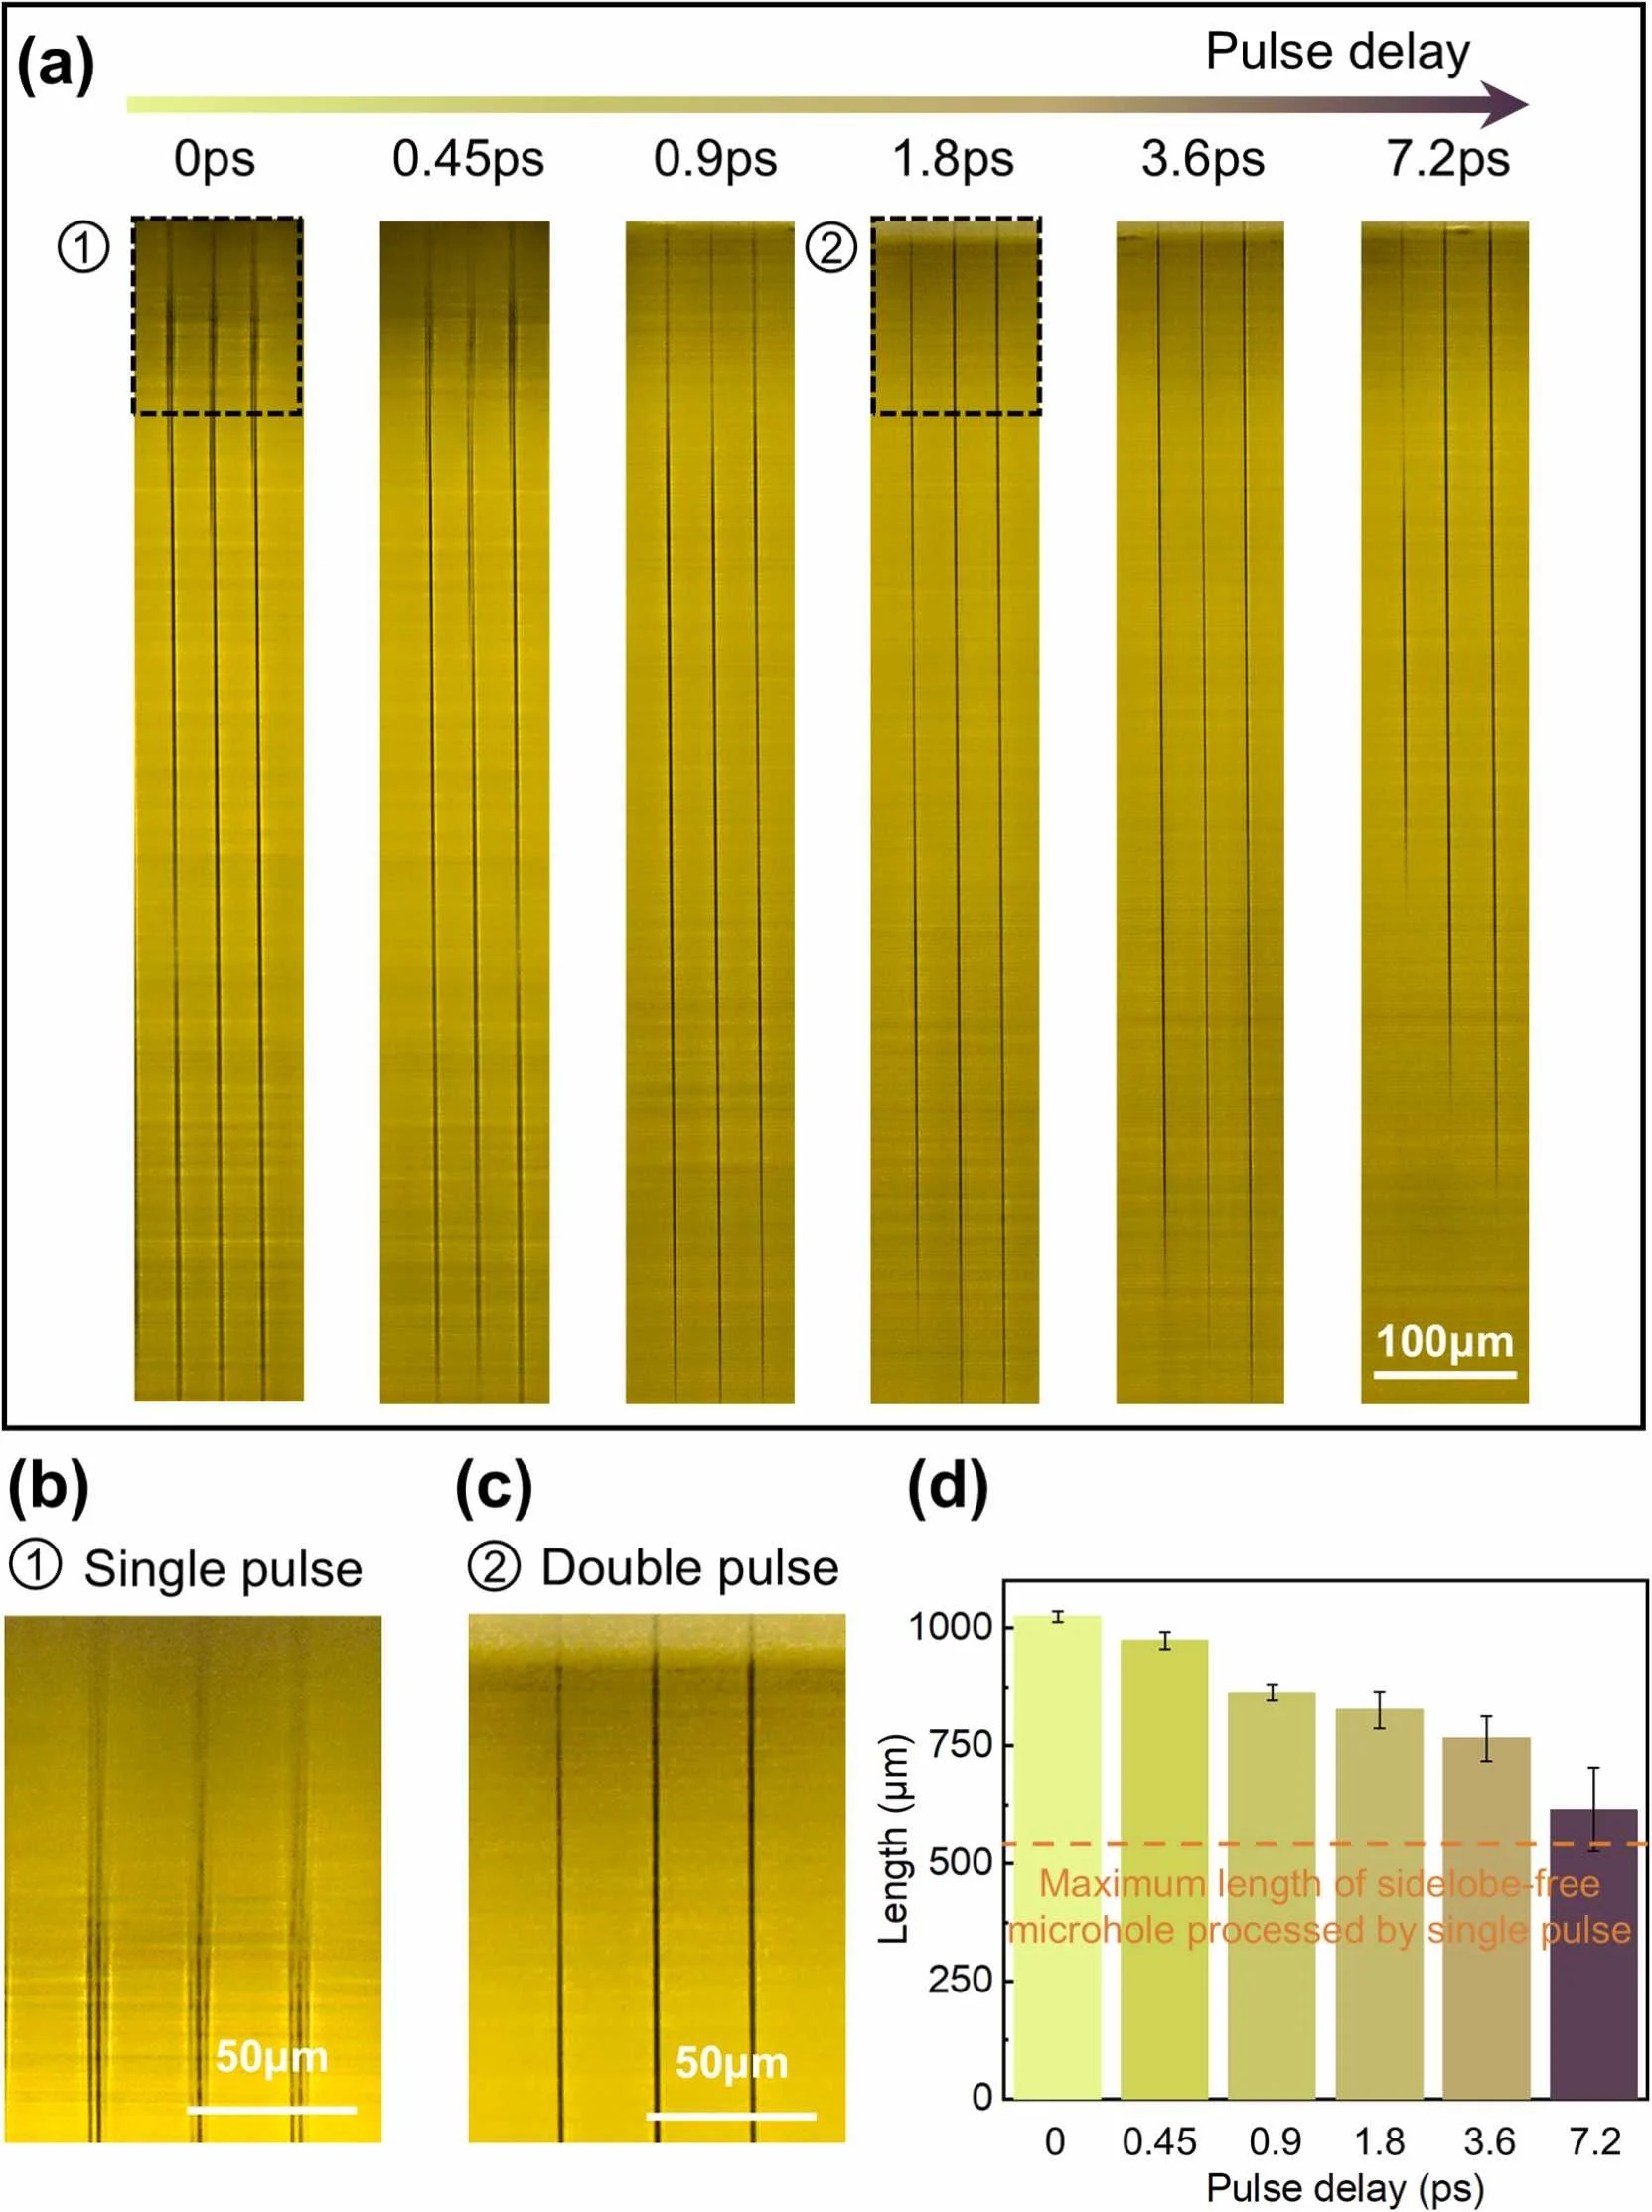 (a)
Pulse delay
0ps 0.45ps 0.9ps 1.8ps 3.6ps 7.2ps
① ②
100μm
(b) (c) (d)
① Single pulse
② Double pulse
50μm
50μm
1000
750
500
250
0
Length (μm)
Maximum length of sidelobe-free
microhole processed by single pulse
0 0.45 0.9 1.8 3.6 7.2
Pulse delay (ps)